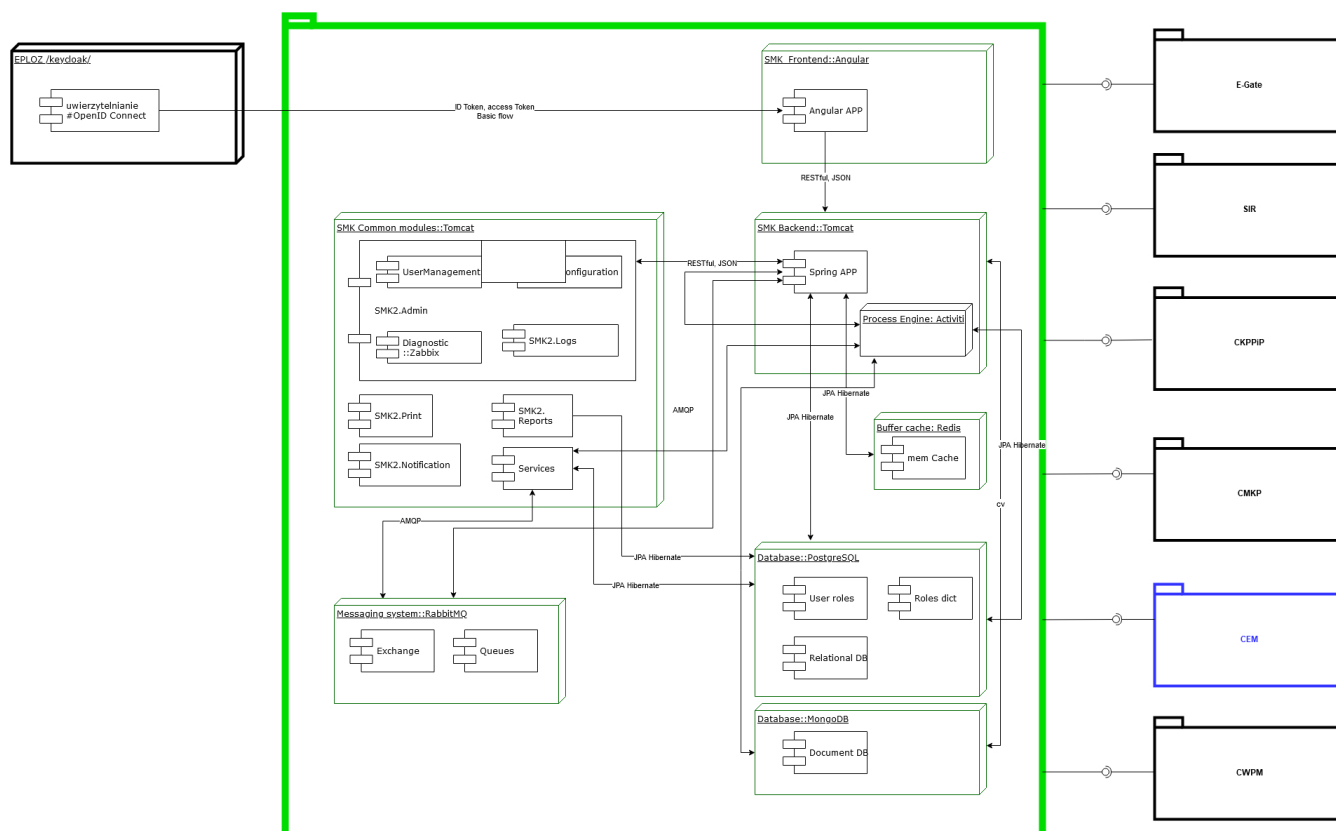 EPLOZ /keycloak/
uwierzytelnianie
#OpenID Connect
ID Token, access Token
Basic flow
SMK Frontend::Angular
Angular APP
RESTful, JSON
E-Gate
SIR
CKPPiP
CMKP
CEM
CWPM
SMK Common modules::Tomcat
UserManagement
onfiguration
SMK2.Admin
Diagnostic
::Zabbix
SMK2.Logs
SMK2.Print
SMK2.
Reports
SMK2.Notification
Services
RESTful, JSON
SMK Backend::Tomcat
Spring APP
Process Engine: Activiti
JPA Hibernate
JPA Hibernate
AMQP
Buffer cache: Redis
mem Cache
JPA Hibernate
cv
AMQP
JPA Hibernate
JPA Hibernate
Messaging system::RabbitMQ
Exchange
Queues
Database::PostgreSQL
User roles
Roles dict
Relational DB
Database::MongoDB
Document DB